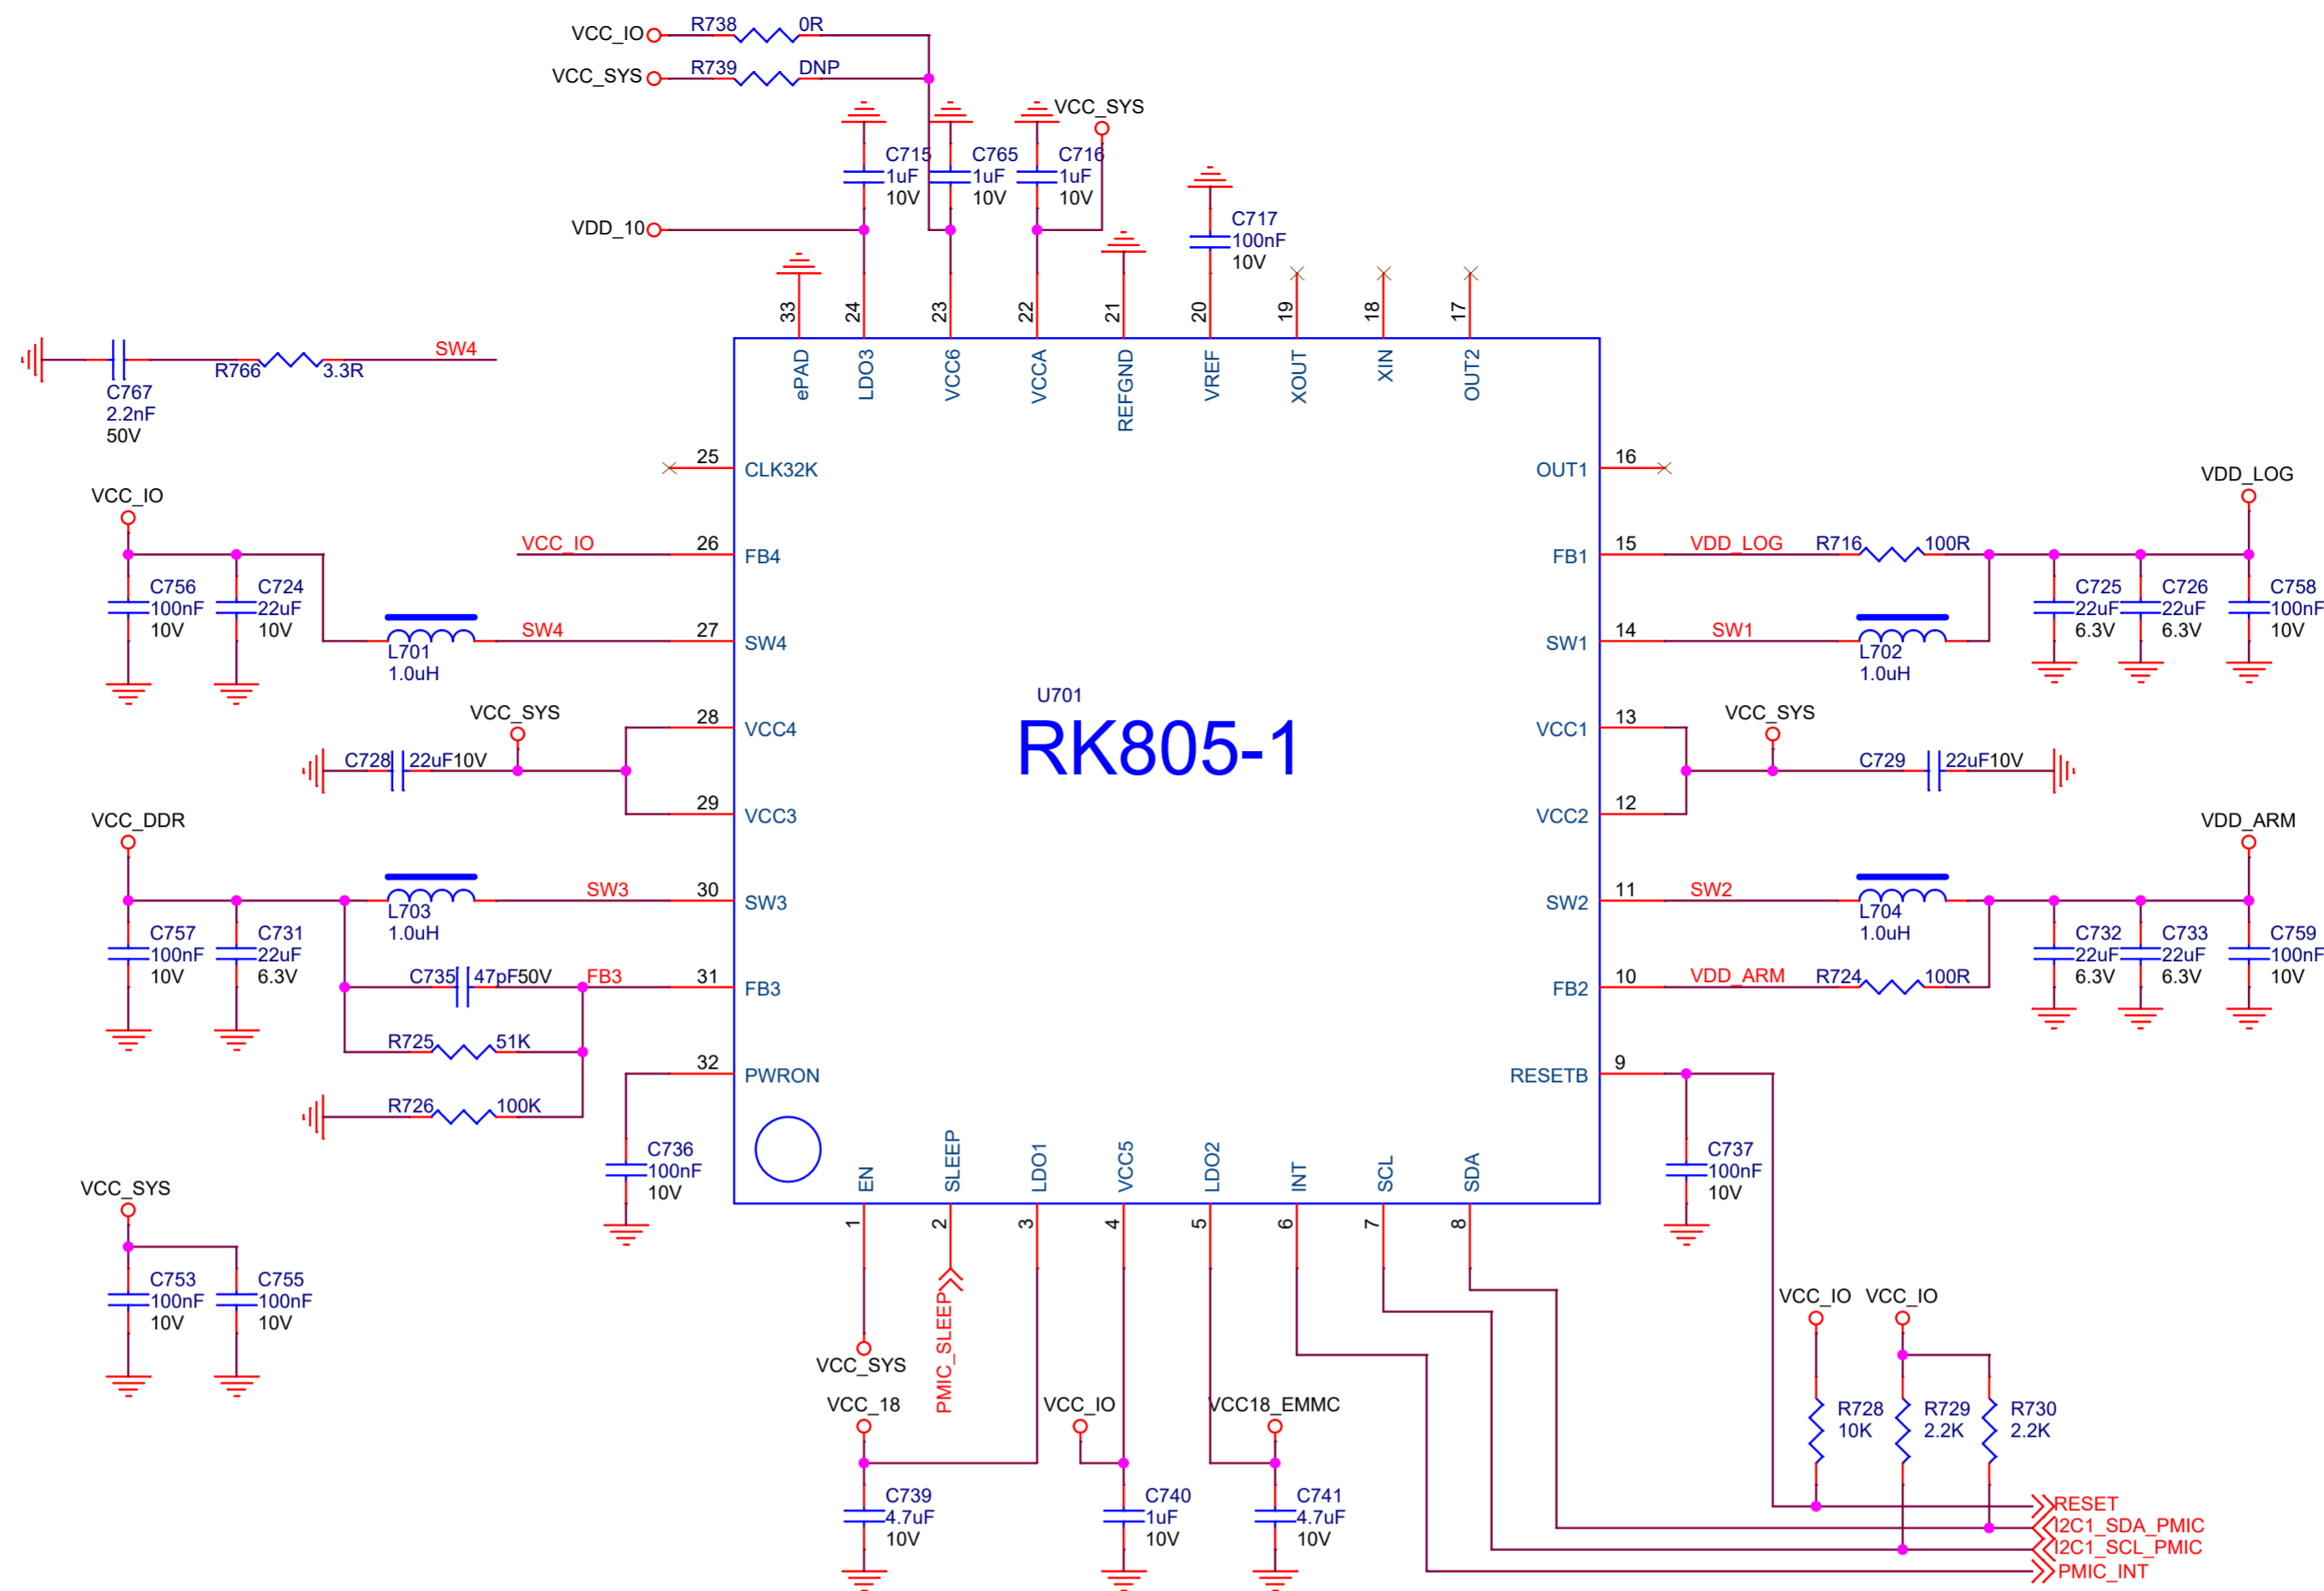 VCC_IO
R738
0R
VCC_SYS
R739
DNP
VCC_SYS
C715
1uF
10V
C765
1uF
10V
C716
1uF
10V
C717
100nF
10V
VDD_10
33
24
23
22
21
20
19
18
17
ePAD
LDO3
VCC6
VCCA
REFGND
VREF
XOUT
XIN
OUT2
SW4
R766
3.3R
C767
2.2nF
50V
25
CLK32K
OUT1
16
VCC_IO
VDD_LOG
VCC_IO
26
FB4
FB1
15
VDD_LOG
R716
100R
C756
100nF
10V
C724
22uF
10V
C725
22uF
6.3V
C726
22uF
6.3V
C758
100nF
10V
L701
1.0uH
SW4
27
SW4
SW1
14
SW1
L702
1.0uH
U701
RK805-1
VCC_SYS
28
VCC4
VCC1
13
VCC_SYS
C728
22uF10V
C729
22uF10V
29
VCC3
VCC2
12
VCC_DDR
VDD_ARM
SW3
30
SW3
SW2
11
SW2
L703
1.0uH
L704
1.0uH
C757
100nF
10V
C731
22uF
6.3V
C732
22uF
6.3V
C733
22uF
6.3V
C759
100nF
10V
C735
47pF50V
FB3
31
FB3
FB2
10
VDD_ARM
R724
100R
R725
51K
32
PWRON
RESETB
9
R726
100K
C736
100nF
10V
C737
100nF
10V
EN
SLEEP
LDO1
VCC5
LDO2
INT
SCL
SDA
1
2
3
4
5
6
7
8
VCC_SYS
C753
100nF
10V
C755
100nF
10V
VCC_SYS
PMIC_SLEEP
VCC_18
VCC_IO
VCC18_EMMC
C739
4.7uF
10V
C740
1uF
10V
C741
4.7uF
10V
VCC_IO
VCC_IO
R728
10K
R729
2.2K
R730
2.2K
RESET
I2C1_SDA_PMIC
I2C1_SCL_PMIC
PMIC_INT